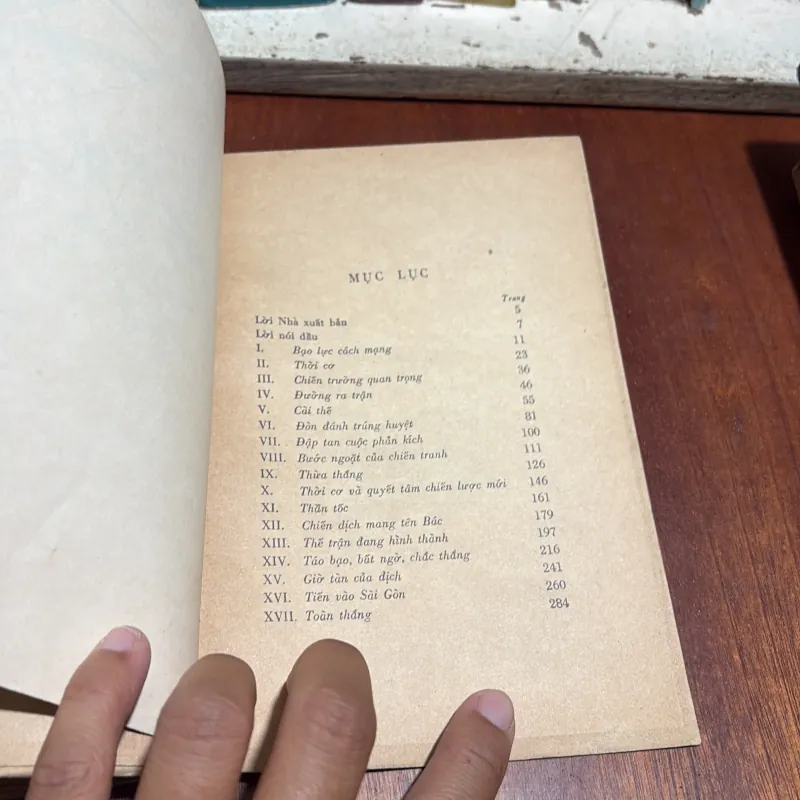 MỤC LỤC
Trang
Lời Nhà xuất bản 5
Lời nói đầu 7
I. Bạo lực cách mạng 11
II. Thời cơ 23
III. Chiến trường quan trọng 36
IV. Đường ra trận 46
V. Cài thế 55
VI. Đòn đánh trúng huyệt 81
VII. Đập tan cuộc phản kích 100
VIII. Bước ngoặt của chiến tranh 111
IX. Thừa thắng 126
X. Thời cơ và quyết tâm chiến lược mới 146
XI. Thần tốc 161
XII. Chiến dịch mang tên Bác 179
XIII. Thế trận đang hình thành 197
XIV. Táo bạo, bất ngờ, chắc thắng 216
XV. Giờ tàn của địch 241
XVI. Tiến vào Sài Gòn 260
XVII. Toàn thắng 284